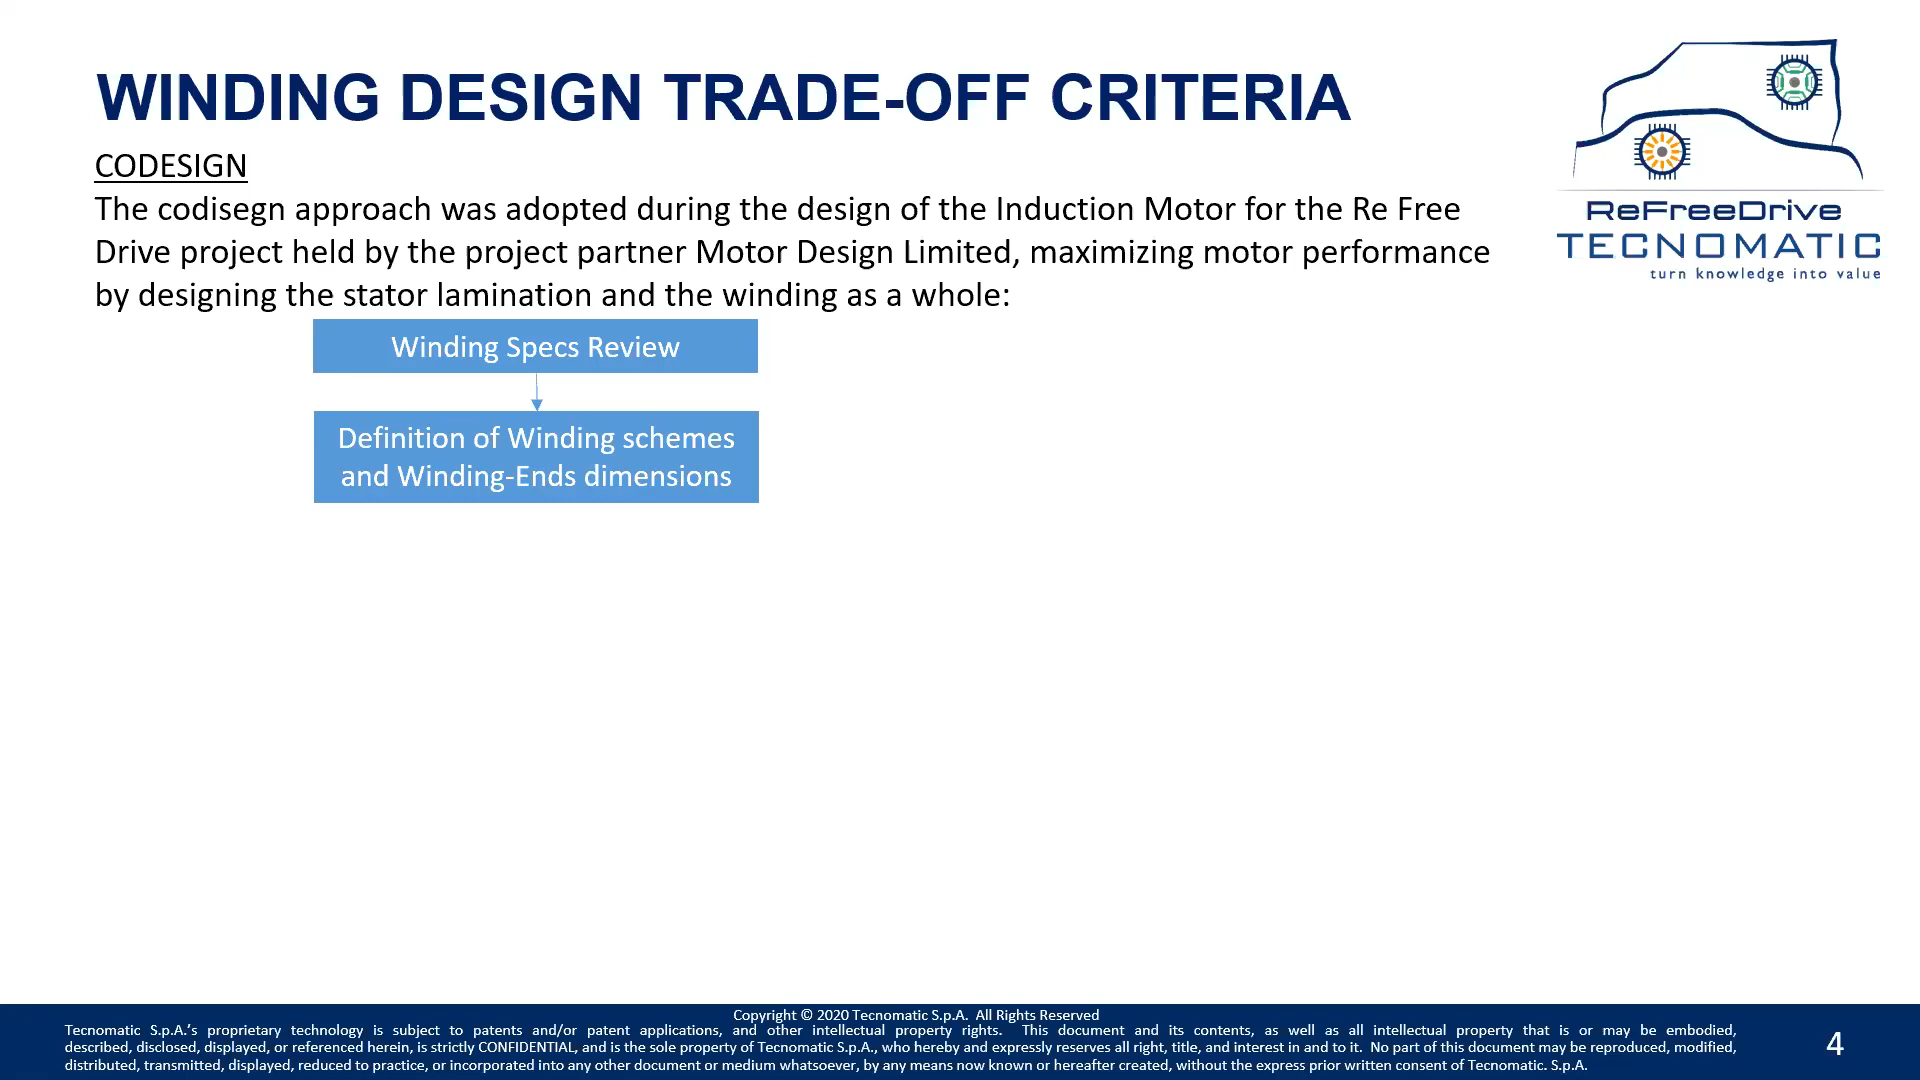 WINDING DESIGN TRADE-OFF CRITERIA
CODESIGN
The codisegn approach was adopted during the design of the Induction Motor for the Re Free
Drive project held by the project partner Motor Design Limited, maximizing motor performance
by designing the stator lamination and the winding as a whole:
ReFreeDrive
TECNOMATIC
turn knowledge into value
Winding Specs Review
Definition of Winding schemes
and Winding-Ends dimensions
Copyright © 2020 Tecnomatic S.p.A. All Rights Reserved
Tecnomatic S.p.A.’s proprietary technology is subject to patents and/or patent applications, and other intellectual property rights. This document and its contents, as well as all intellectual property that is or may be embodied,
described, disclosed, displayed, or referenced herein, is strictly CONFIDENTIAL, and is the sole property of Tecnomatic S.p.A., who hereby and expressly reserves all right, title, and interest in and to it. No part of this document may be reproduced, modified,
distributed, transmitted, displayed, reduced to practice, or incorporated into any other document or medium whatsoever, by any means now known or hereafter created, without the express prior written consent of Tecnomatic. S.p.A.
4